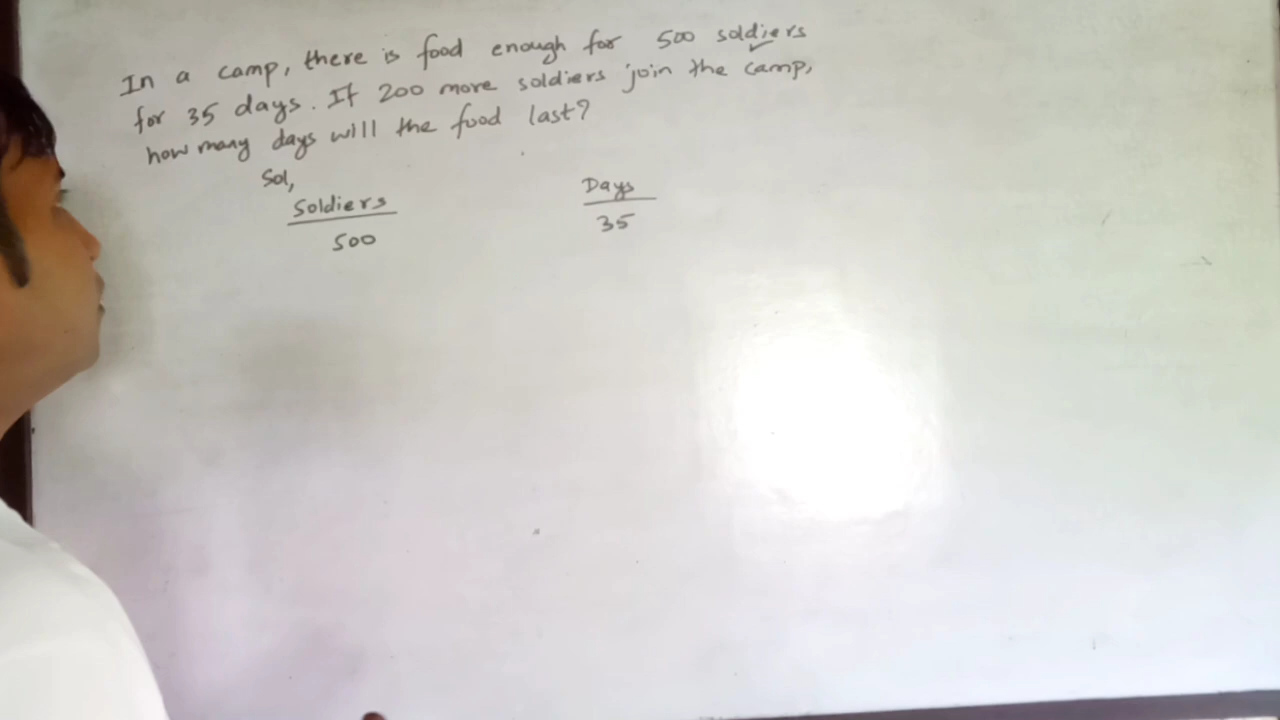 In a camp, there is food enough for 500 soldiers
for 35 days. If 200 more soldiers join the camp,
how many days will the food last?
Sol,
Soldiers Days
500 35